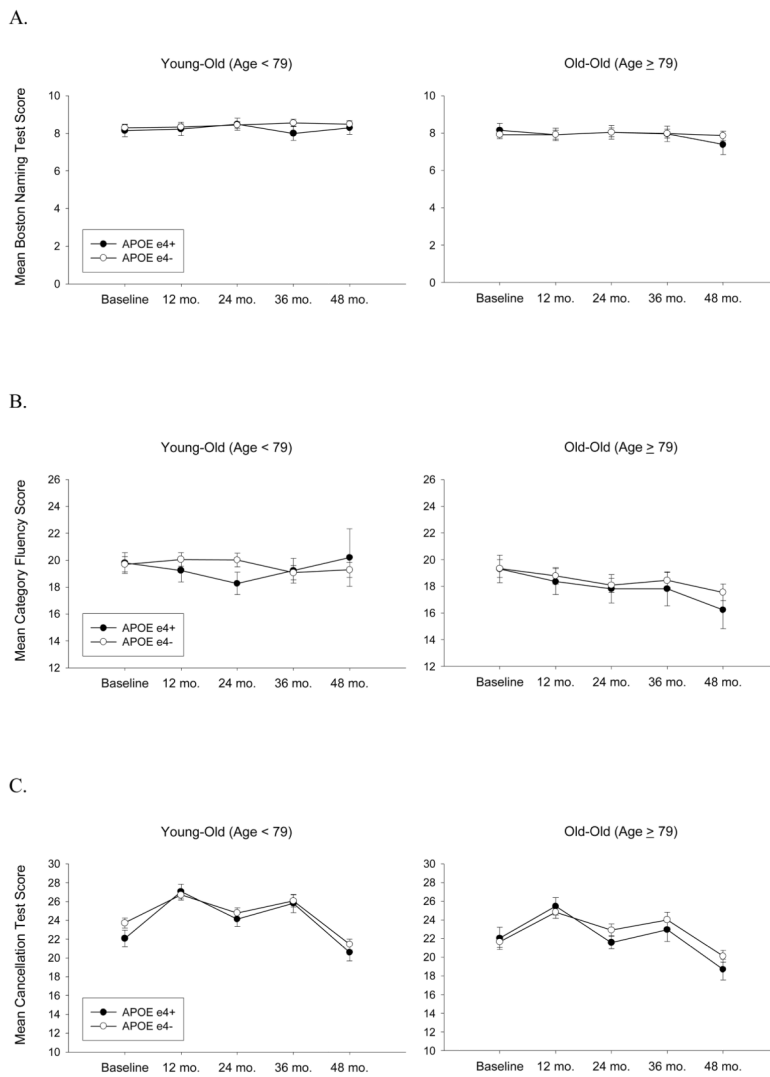 A.
Young-Old (Age < 79)
Old-Old (Age ≥ 79)
Mean Boston Naming Test Score
10
8
6
4
2
0
APOE e4+
APOE e4-
Baseline 12 mo. 24 mo. 36 mo. 48 mo.
10
8
6
4
2
0
Baseline 12 mo. 24 mo. 36 mo. 48 mo.
B.
Young-Old (Age < 79)
Old-Old (Age ≥ 79)
Mean Category Fluency Score
26
24
22
20
18
16
14
12
APOE e4+
APOE e4-
Baseline 12 mo. 24 mo. 36 mo. 48 mo.
26
24
22
20
18
16
14
12
Baseline 12 mo. 24 mo. 36 mo. 48 mo.
C.
Young-Old (Age < 79)
Old-Old (Age ≥ 79)
Mean Cancellation Test Score
30
28
26
24
22
20
18
16
14
12
10
APOE e4+
APOE e4-
Baseline 12 mo. 24 mo. 36 mo. 48 mo.
30
28
26
24
22
20
18
16
14
12
10
Baseline 12 mo. 24 mo. 36 mo. 48 mo.